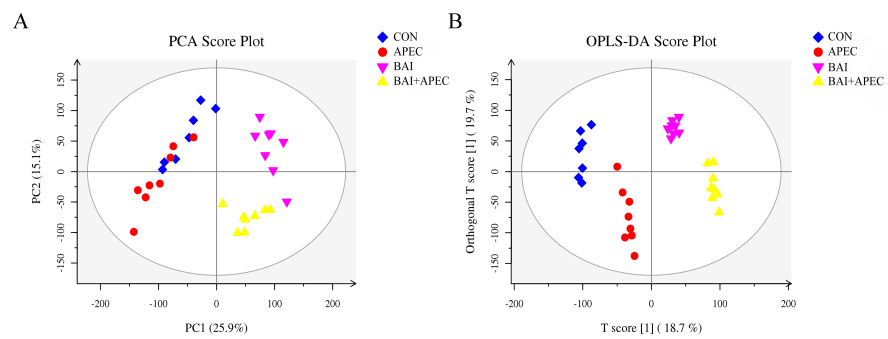 A
PCA Score Plot
CON
APEC
BAI
BAI+APEC
PC2 (15.1%)
150
100
50
0
-50
-100
-150
-200
-100
0
100
200
PC1 (25.9%)
B
OPLS-DA Score Plot
CON
APEC
BAI
BAI+APEC
Orthogonal T score [1] ( 19.7 %)
150
100
50
0
-50
-100
-150
-200
-100
0
100
200
T score [1] ( 18.7 %)